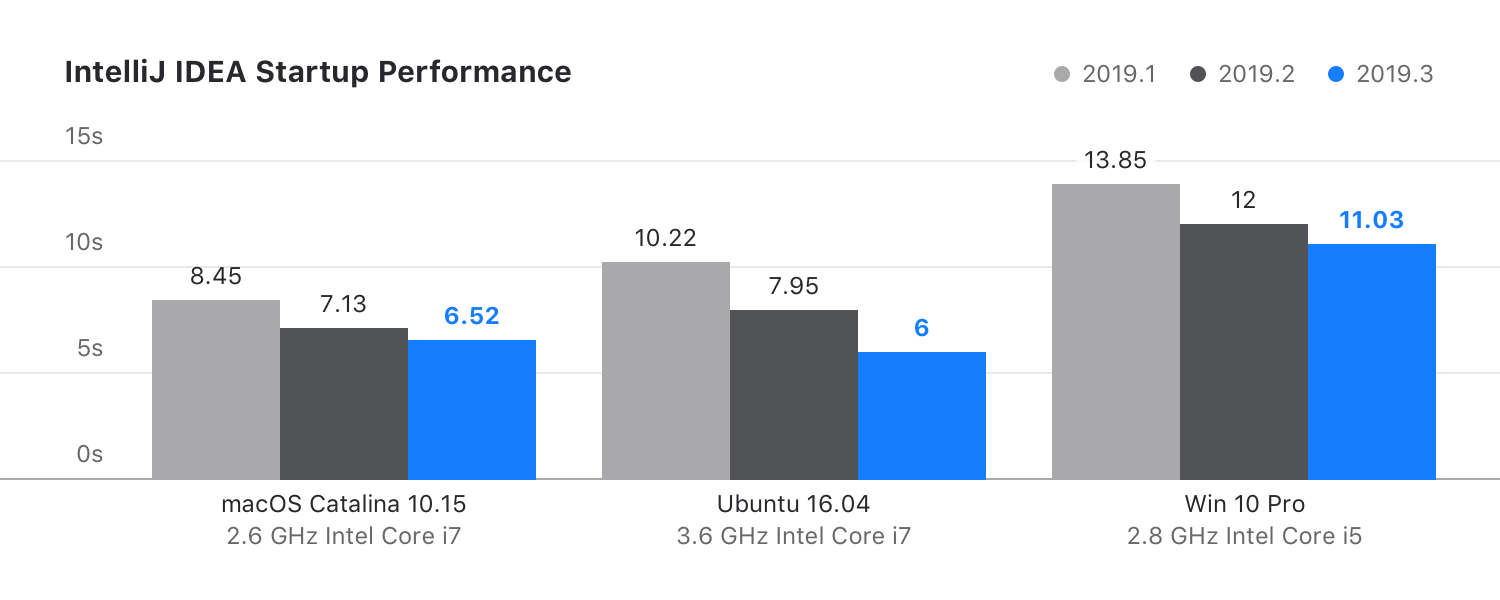 IntelliJ IDEA Startup Performance
2019.1 2019.2 2019.3
15s
10s
5s
0s
8.45
7.13
6.52
10.22
7.95
6
13.85
12
11.03
macOS Catalina 10.15
2.6 GHz Intel Core i7
Ubuntu 16.04
3.6 GHz Intel Core i7
Win 10 Pro
2.8 GHz Intel Core i5